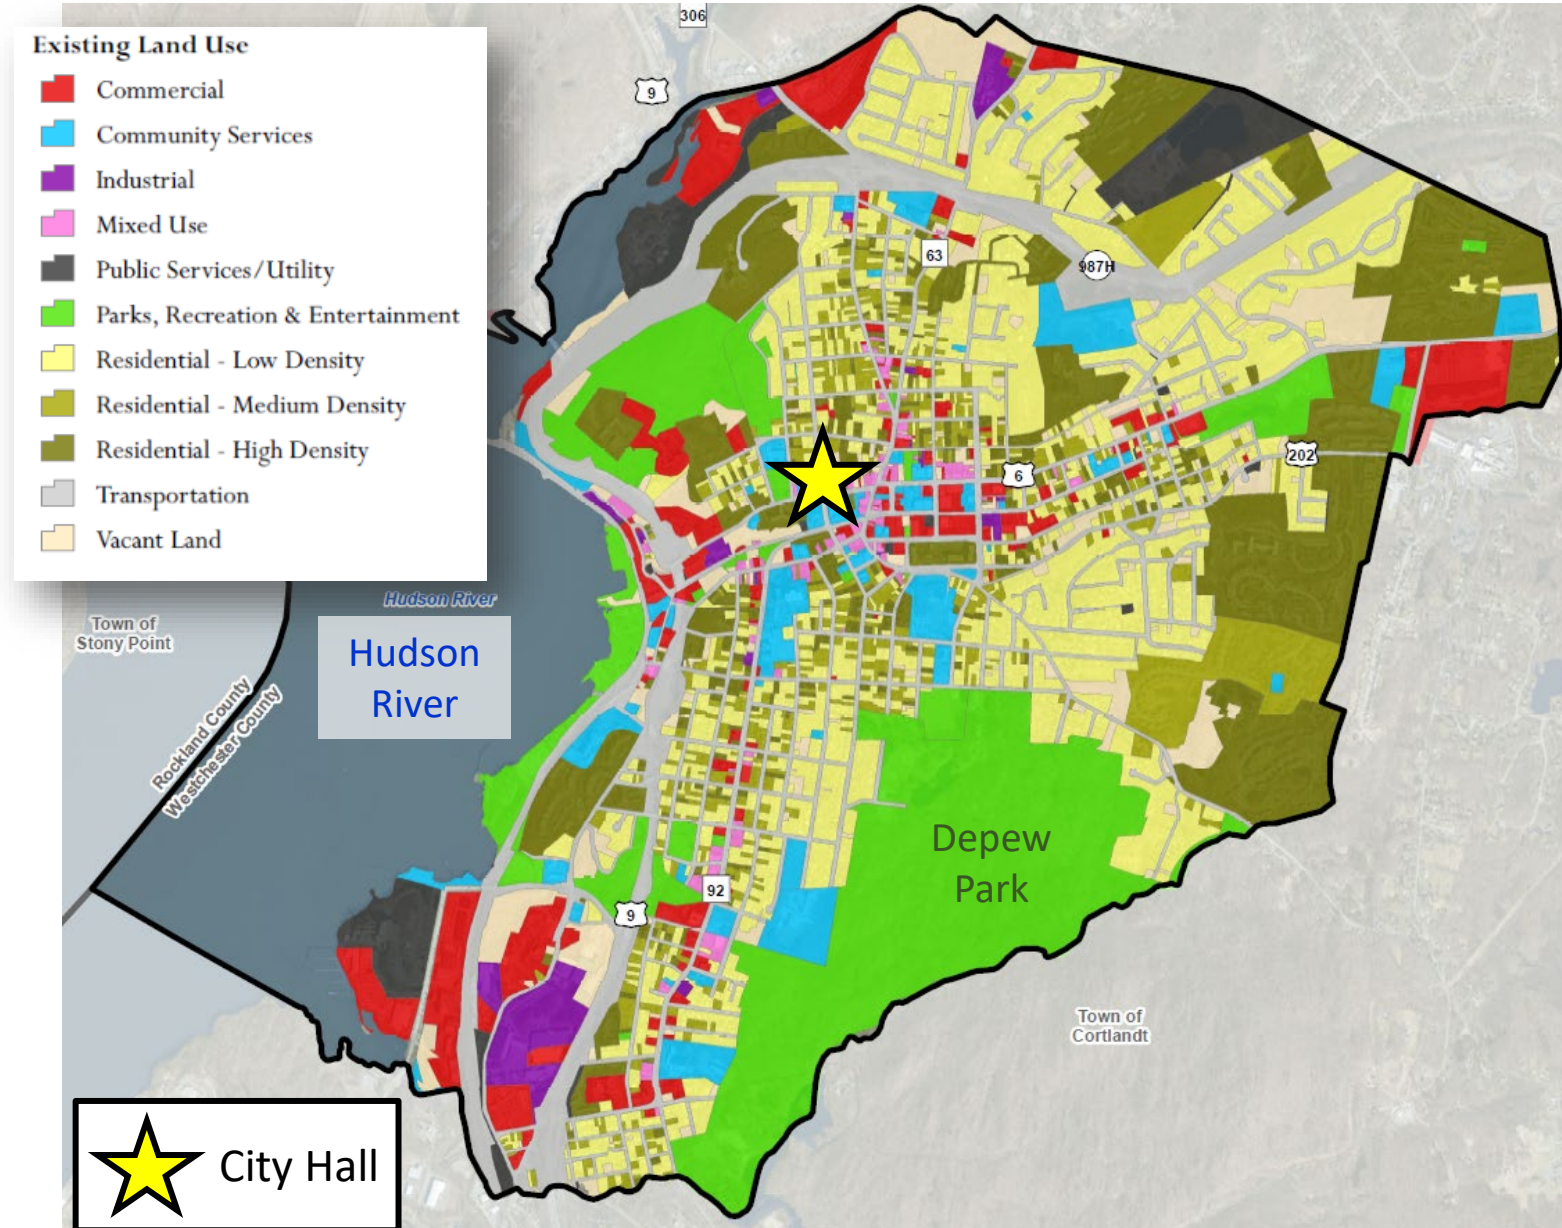 306
Existing Land Use
Commercial
Community Services
Industrial
Mixed Use
Public Services/Utility
Parks, Recreation & Entertainment
Residential - Low Density
Residential - Medium Density
Residential - High Density
Transportation
Vacant Land
9
63
987H
202
6
Hudson River
Town of
Stony Point
Hudson
River
Rockland County
Westchester County
Depew
Park
92
9
Town of
Cortlandt
City Hall